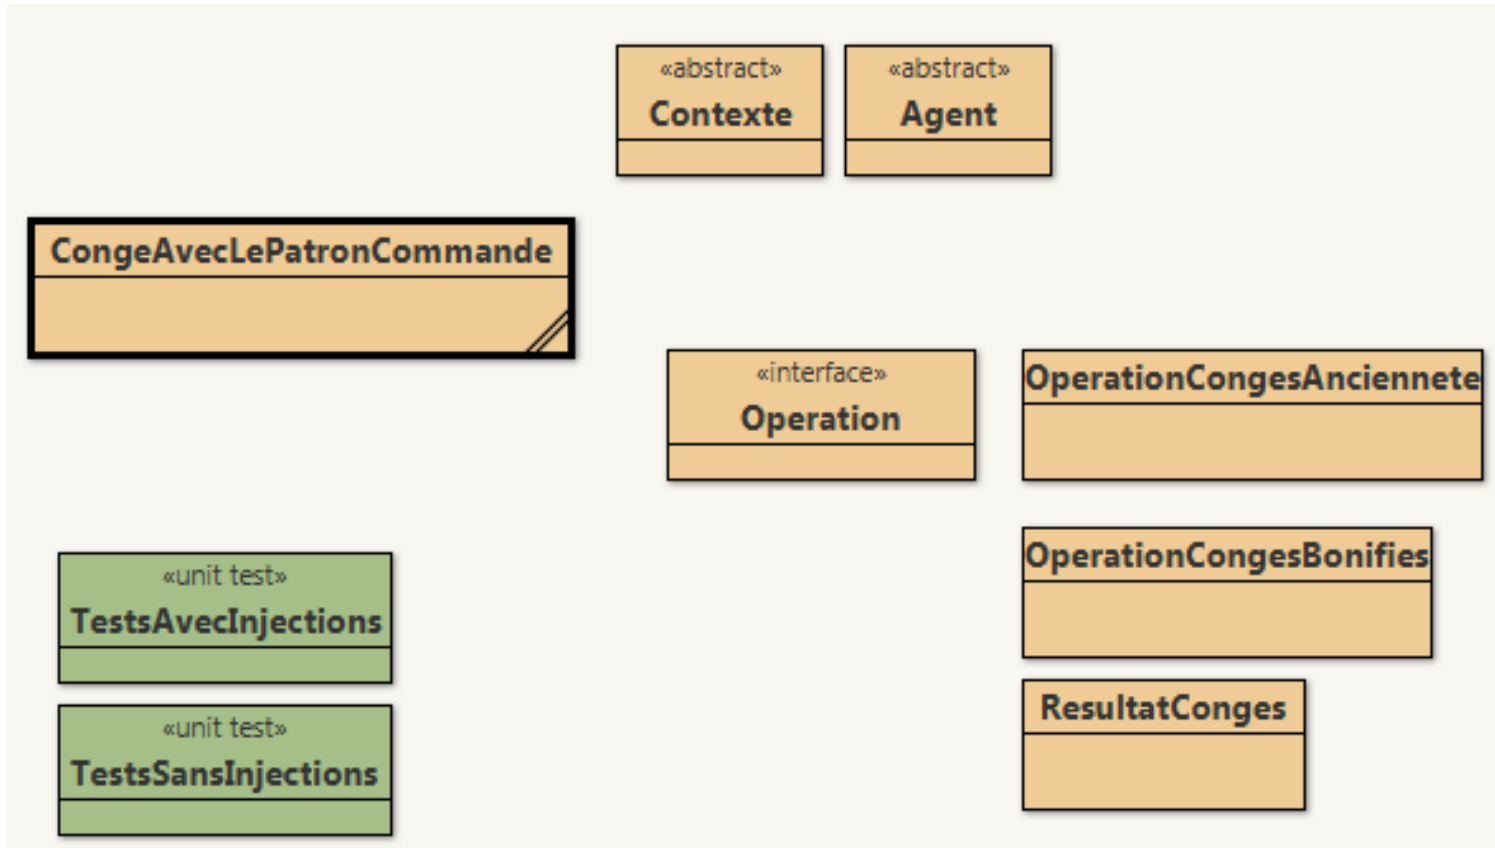 «abstract»
Contexte
«abstract»
Agent
CongeAvecLePatronCommande
«interface»
Operation
OperationCongesAnciennete
OperationCongesBonifies
«unit test»
TestsAvecInjections
ResultatConges
«unit test»
TestsSansInjections